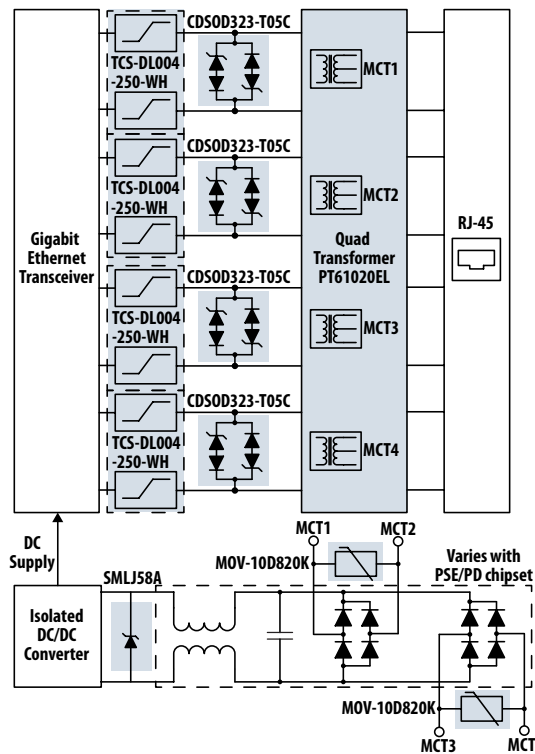 CDSOD323-T05C
TCS-DL004
-250-WH
MCT1
CDSOD323-T05C
TCS-DL004
-250-WH
MCT2
RJ-45
Gigabit
Ethernet
Transceiver
Quad
Transformer
PT61020EL
CDSOD323-T05C
TCS-DL004
-250-WH
MCT3
CDSOD323-T05C
TCS-DL004
-250-WH
MCT4
MCT1
MCT2
DC
Supply
MOV-10D820K
Varies with
PSE/PD chipset
SMLJ58A
Isolated
DC/DC
Converter
MOV-10D820K
MCT3
MCT